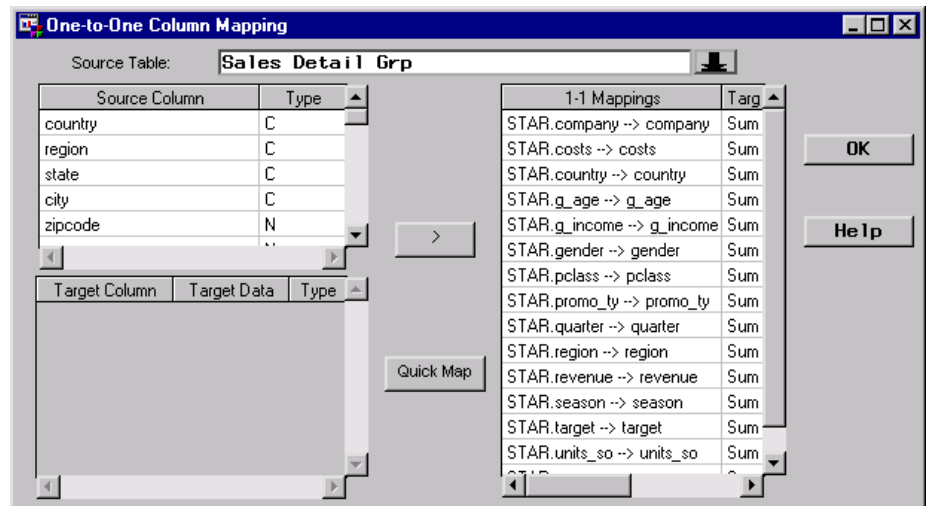 One-to-One Column Mapping
Source Table: Sales Detail Grp
Source Column Type
country C
region C
state C
city C
zipcode N
Target Column Target Data Type
>
Quick Map
1-1 Mappings Targ
STAR.company --> company Sum
STAR.costs --> costs Sum
STAR.country --> country Sum
STAR.g_age --> g_age Sum
STAR.g_income --> g_income Sum
STAR.gender --> gender Sum
STAR.pclass --> pclass Sum
STAR.promo_ty --> promo_ty Sum
STAR.quarter --> quarter Sum
STAR.region --> region Sum
STAR.revenue --> revenue Sum
STAR.season --> season Sum
STAR.target --> target Sum
STAR.units_so --> units_so Sum
OK
Help